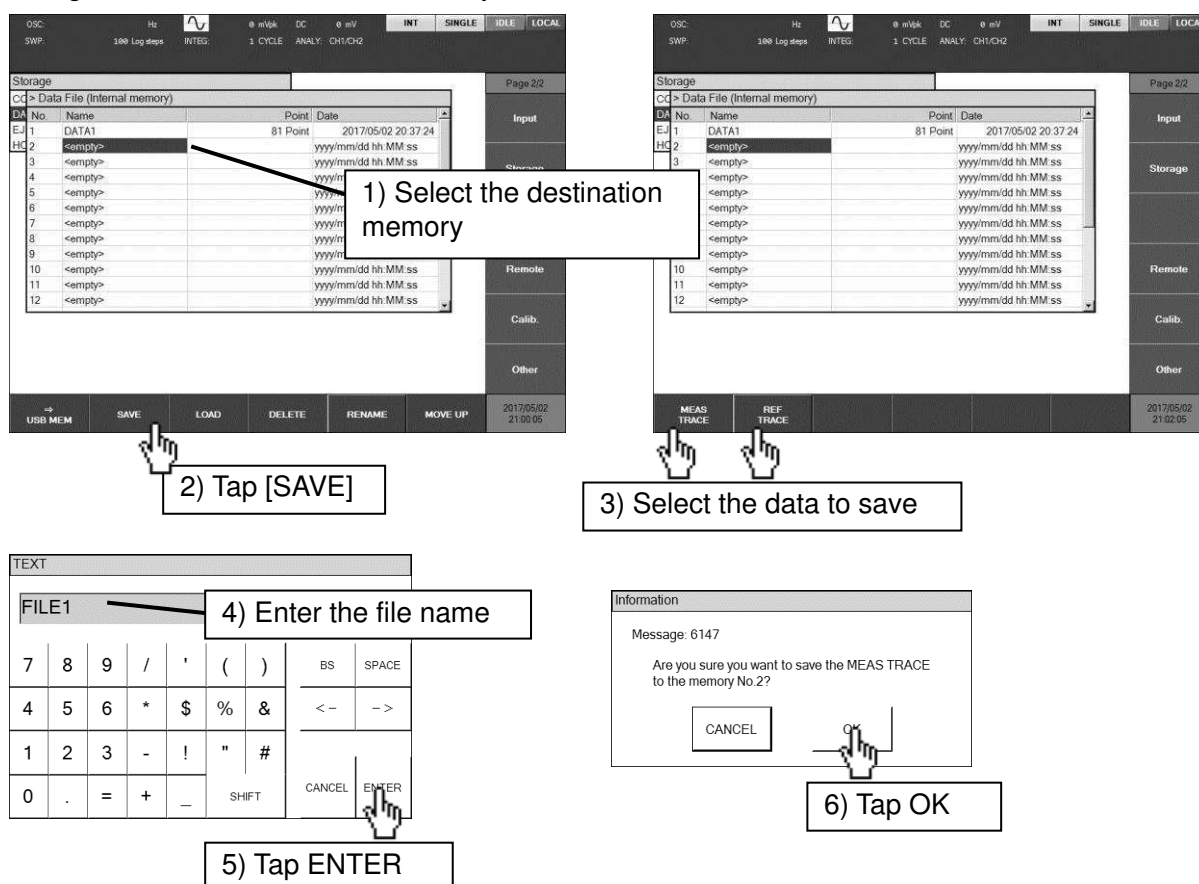 OSC: Hz 0 mVpk DC 0 mV INT SINGLE IDLE LOCAL
SWP: 100 Log steps INTEG: 1 CYCLE ANALY: CH1/CH2
Storage
Page 2/2
> Data File (Internal memory)
No. Name Point Date
1 DATA1 81 Point 2017/05/02 20:37:24
2 <empty> yyyy/mm/dd hh:MM:ss
3 <empty> yyyy/mm/dd hh:MM:ss
4 <empty>
5 <empty>
6 <empty>
7 <empty>
8 <empty>
9 <empty>
10 <empty> yyyy/mm/dd hh:MM:ss
11 <empty> yyyy/mm/dd hh:MM:ss
12 <empty> yyyy/mm/dd hh:MM:ss
Input
Storage
Remote
Calib.
Other
1) Select the destination
memory
⇒
USB MEM SAVE LOAD DELETE RENAME MOVE UP
2017/05/02
21:00:05
2) Tap [SAVE]
OSC: Hz 0 mVpk DC 0 mV INT SINGLE IDLE
SWP: 100 Log steps INTEG: 1 CYCLE ANALY: CH1/CH2
Storage
Page 2/2
> Data File (Internal memory)
No. Name Point Date
1 DATA1 81 Point 2017/05/02 20:37:24
2 <empty> yyyy/mm/dd hh:MM:ss
3 <empty> yyyy/mm/dd hh:MM:ss
<empty> yyyy/mm/dd hh:MM:ss
<empty> yyyy/mm/dd hh:MM:ss
<empty> yyyy/mm/dd hh:MM:ss
<empty> yyyy/mm/dd hh:MM:ss
<empty> yyyy/mm/dd hh:MM:ss
<empty> yyyy/mm/dd hh:MM:ss
10 <empty> yyyy/mm/dd hh:MM:ss
11 <empty> yyyy/mm/dd hh:MM:ss
12 <empty> yyyy/mm/dd hh:MM:ss
Input
Storage
Remote
Calib.
Other
MEAS
TRACE
REF
TRACE
2017/05/02
21:02:05
3) Select the data to save
TEXT
FILE1
4) Enter the file name
7 8 9 / ' ( ) BS SPACE
4 5 6 * $ % & <- ->
1 2 3 - ! " #
0 . = + _ SHIFT CANCEL ENTER
5) Tap ENTER
Information
Message: 6147
Are you sure you want to save the MEAS TRACE
to the memory No.2?
CANCEL OK
6) Tap OK